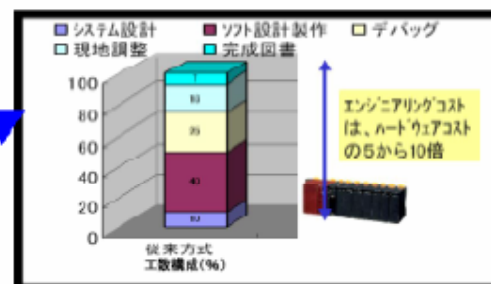 システム設計 ソフト設計製作 デバッグ
現地調整 完成図書
100
80
60
40
20
0
40
10
従来方式
工数構成(%)
エンジニアリングコスト
は、ハードウェアコスト
の5から10倍